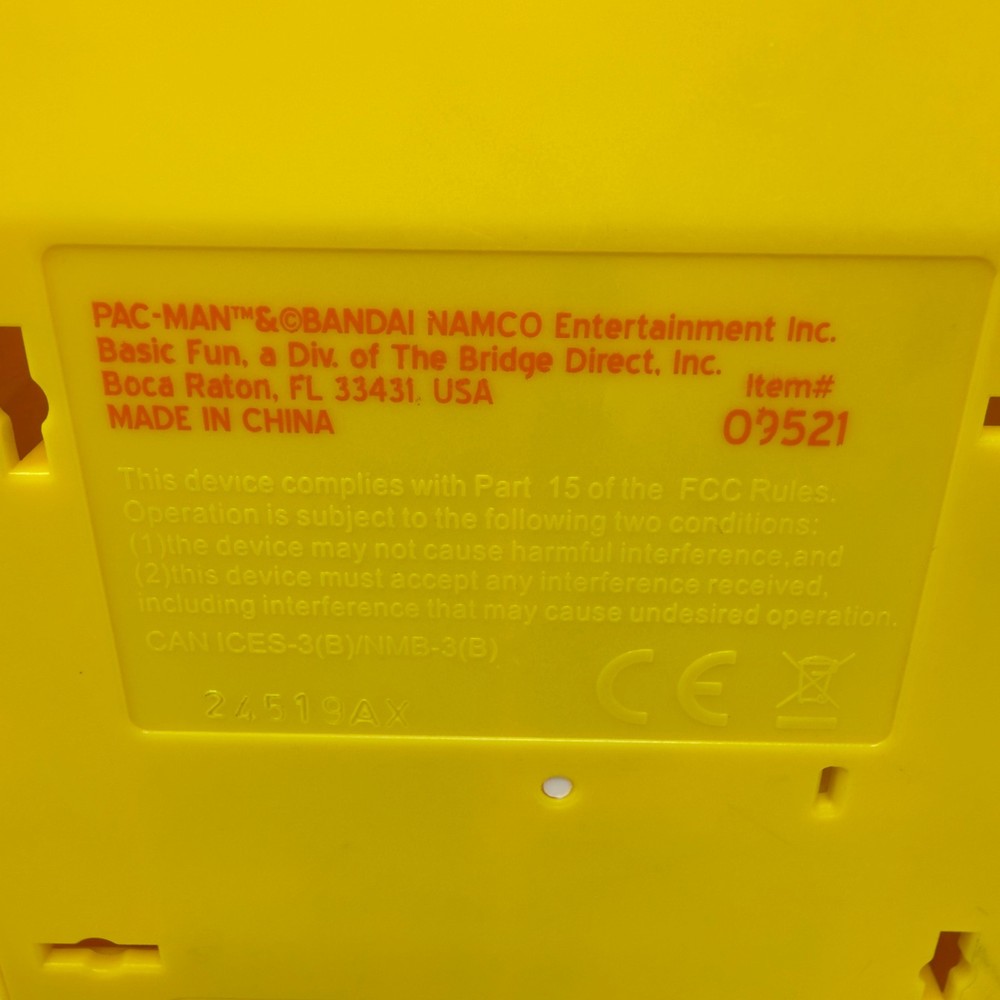 PAC-MAN™&©BANDAI NAMCO Entertainment Inc.
Basic Fun, a Div. of The Bridge Direct, Inc.
Boca Raton, FL 33431, USA
MADE IN CHINA
Item#
09521
This device complies with Part 15 of the FCC Rules.
Operation is subject to the following two conditions:
(1)the device may not cause harmful interference,and
(2)this device must accept any interference received,
including interference that may cause undesired operation.
CAN ICES-3(B)/NMB-3(B)
24519AX
CE